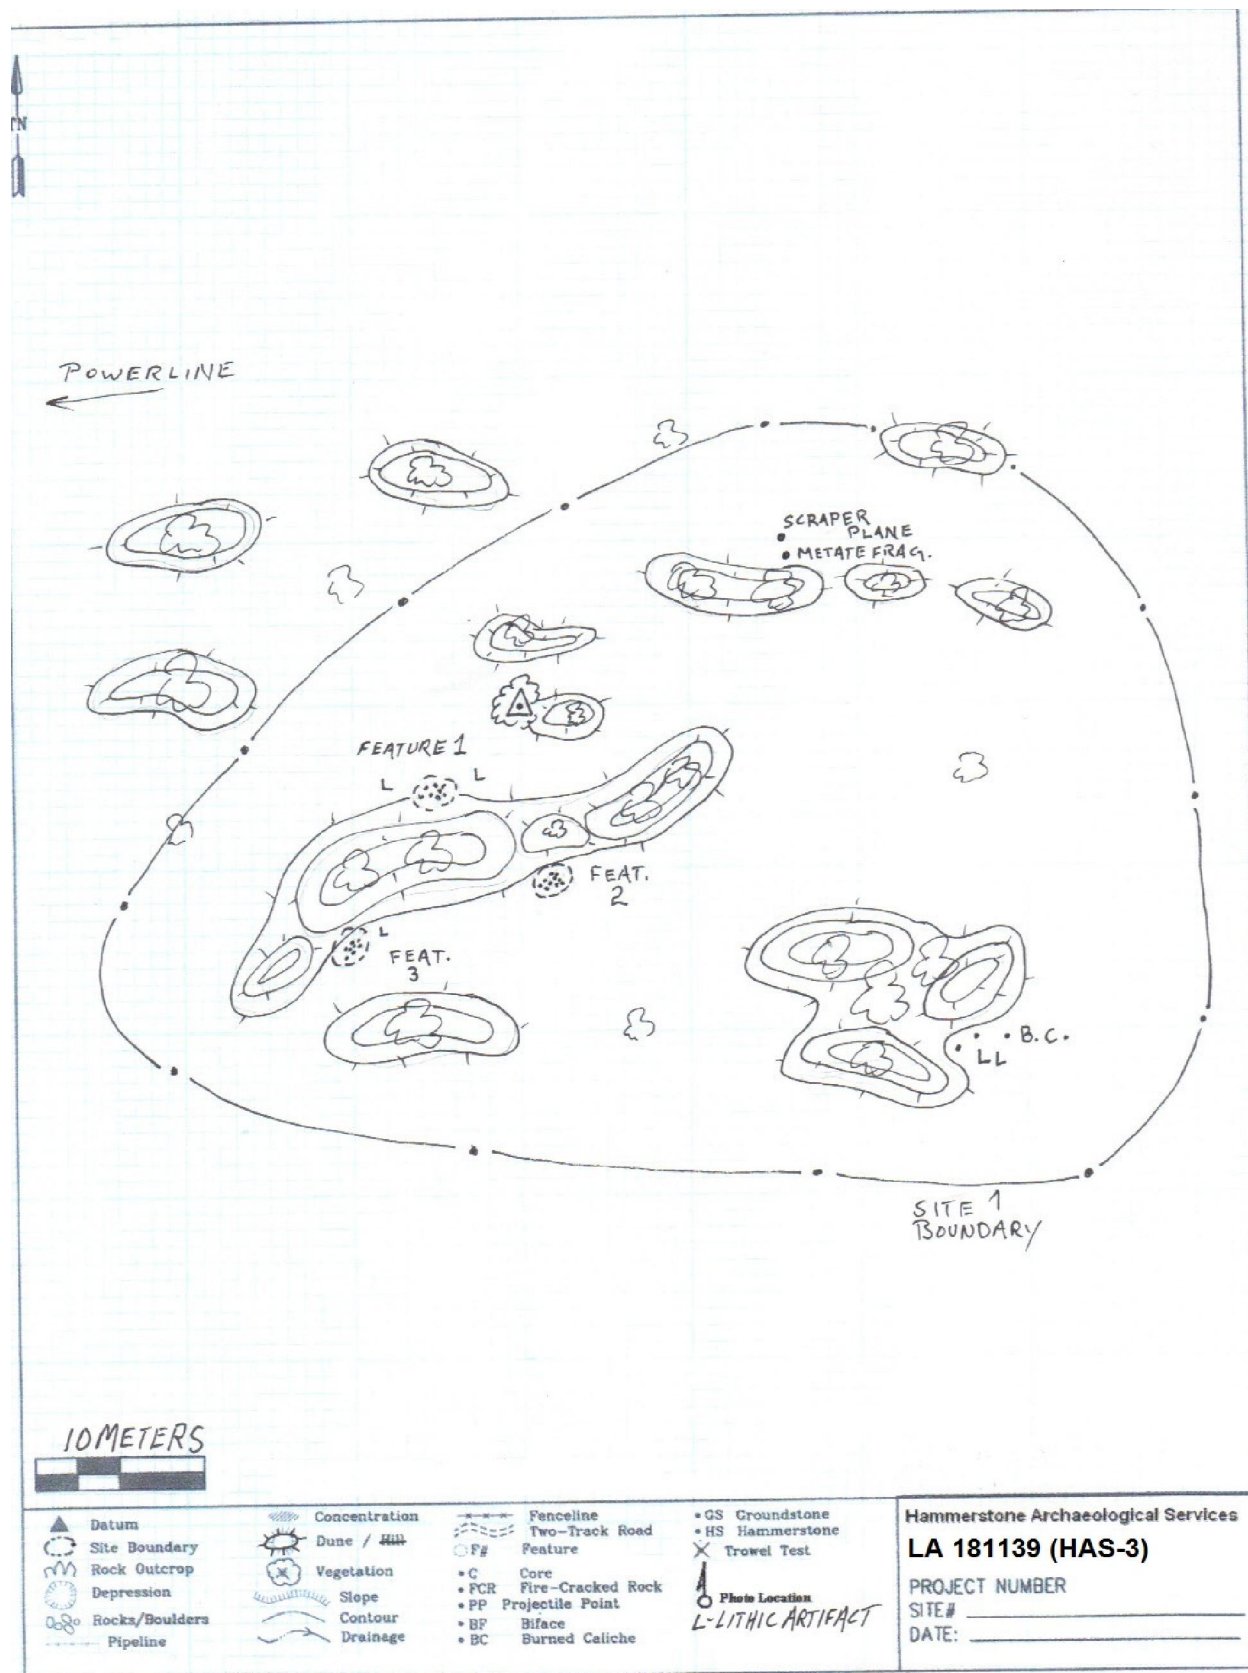 TN
POWERLINE
SCRAPER
PLANE
METATE FRAG.
FEATURE 1
L
L
FEAT.
2
L
FEAT.
3
B.C.
LL
SITE 1
BOUNDARY
10 METERS
Datum
Site Boundary
Rock Outcrop
Depression
Rocks/Boulders
Pipeline
Concentration
Dune / Hill
Vegetation
Slope
Contour
Drainage
Fenceline
Two-Track Road
F# Feature
• C Core
• FCR Fire-Cracked Rock
• PP Projectile Point
• BF Biface
• BC Burned Caliche
• GS Groundstone
• HS Hammerstone
Trowel Test
Photo Location
L-LITHIC ARTIFACT
Hammerstone Archaeological Services
LA 181139 (HAS-3)
PROJECT NUMBER
SITE#
DATE: